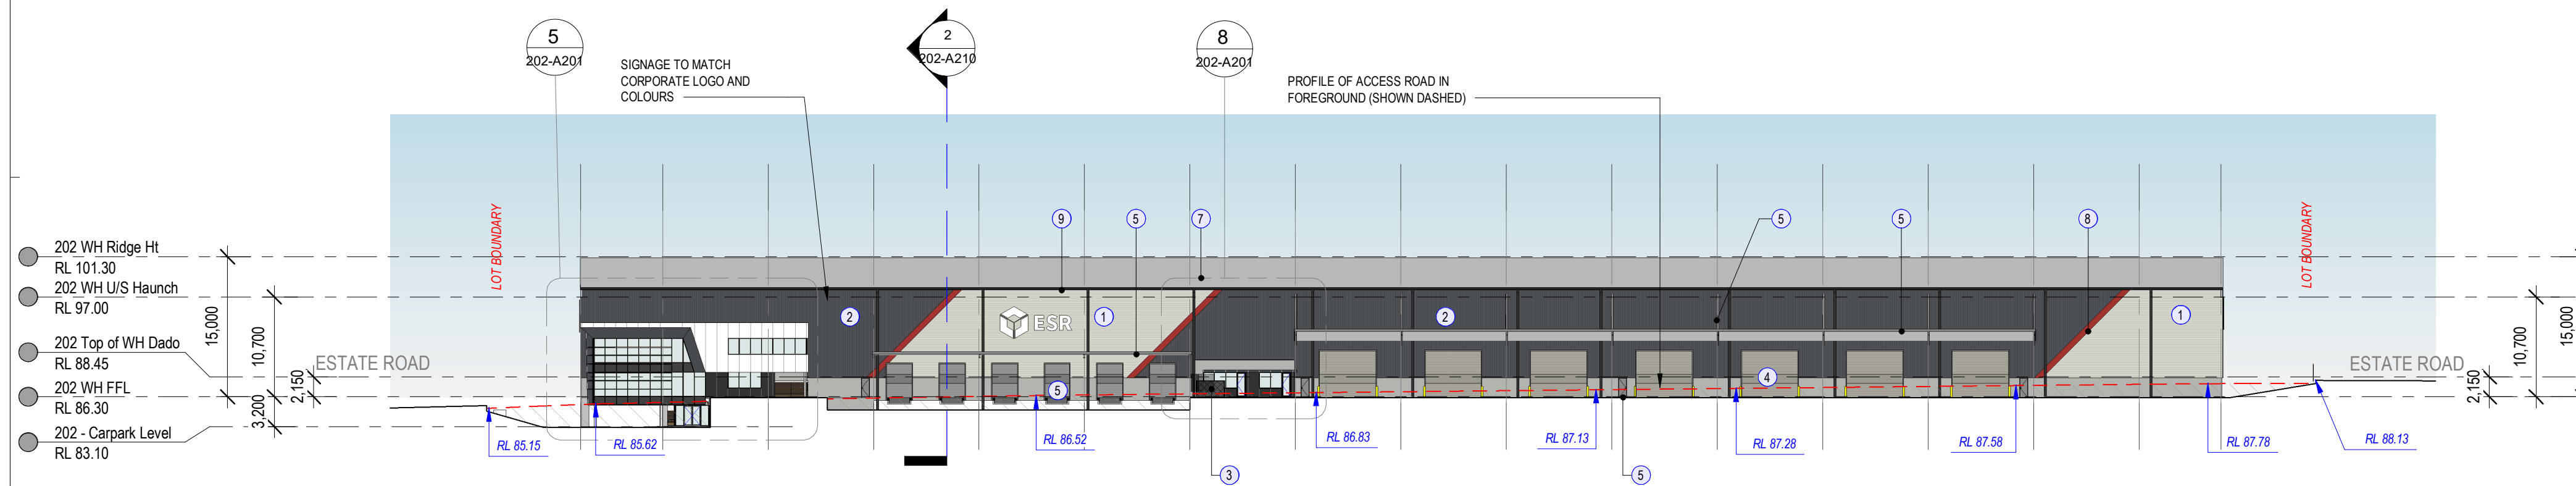 5
202-A201
2
202-A210
8
202-A201
SIGNAGE TO MATCH
CORPORATE LOGO AND
COLOURS
PROFILE OF ACCESS ROAD IN
FOREGROUND (SHOWN DASHED)
LOT BOUNDARY
LOT BOUNDARY
9
5
7
5
5
8
202 WH Ridge Ht
RL 101.30
202 WH U/S Haunch
RL 97.00
202 Top of WH Dado
RL 88.45
202 WH FFL
RL 86.30
202 - Carpark Level
RL 83.10
15,000
10,700
2,150
3,200
ESTATE ROAD
2
ESR
1
2
1
5
4
ESTATE ROAD
2,150
10,700
15,000
RL 85.15
RL 85.62
RL 86.52
RL 86.83
RL 87.13
RL 87.28
RL 87.58
RL 87.78
RL 88.13
3
5